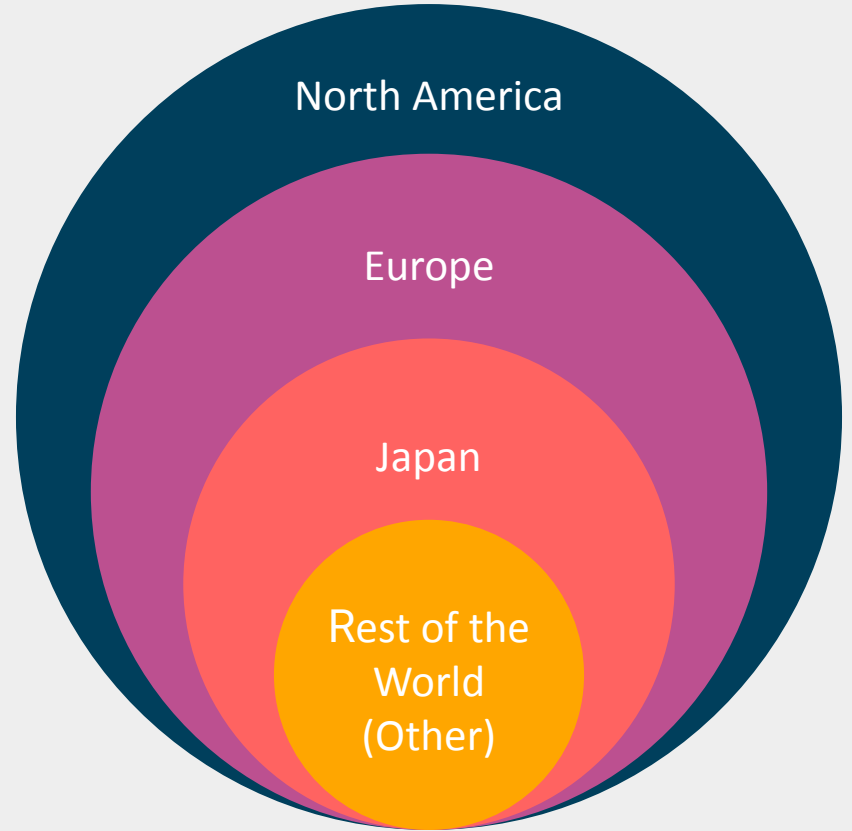 North America
Europe
Japan
Rest of the
World
(Other)